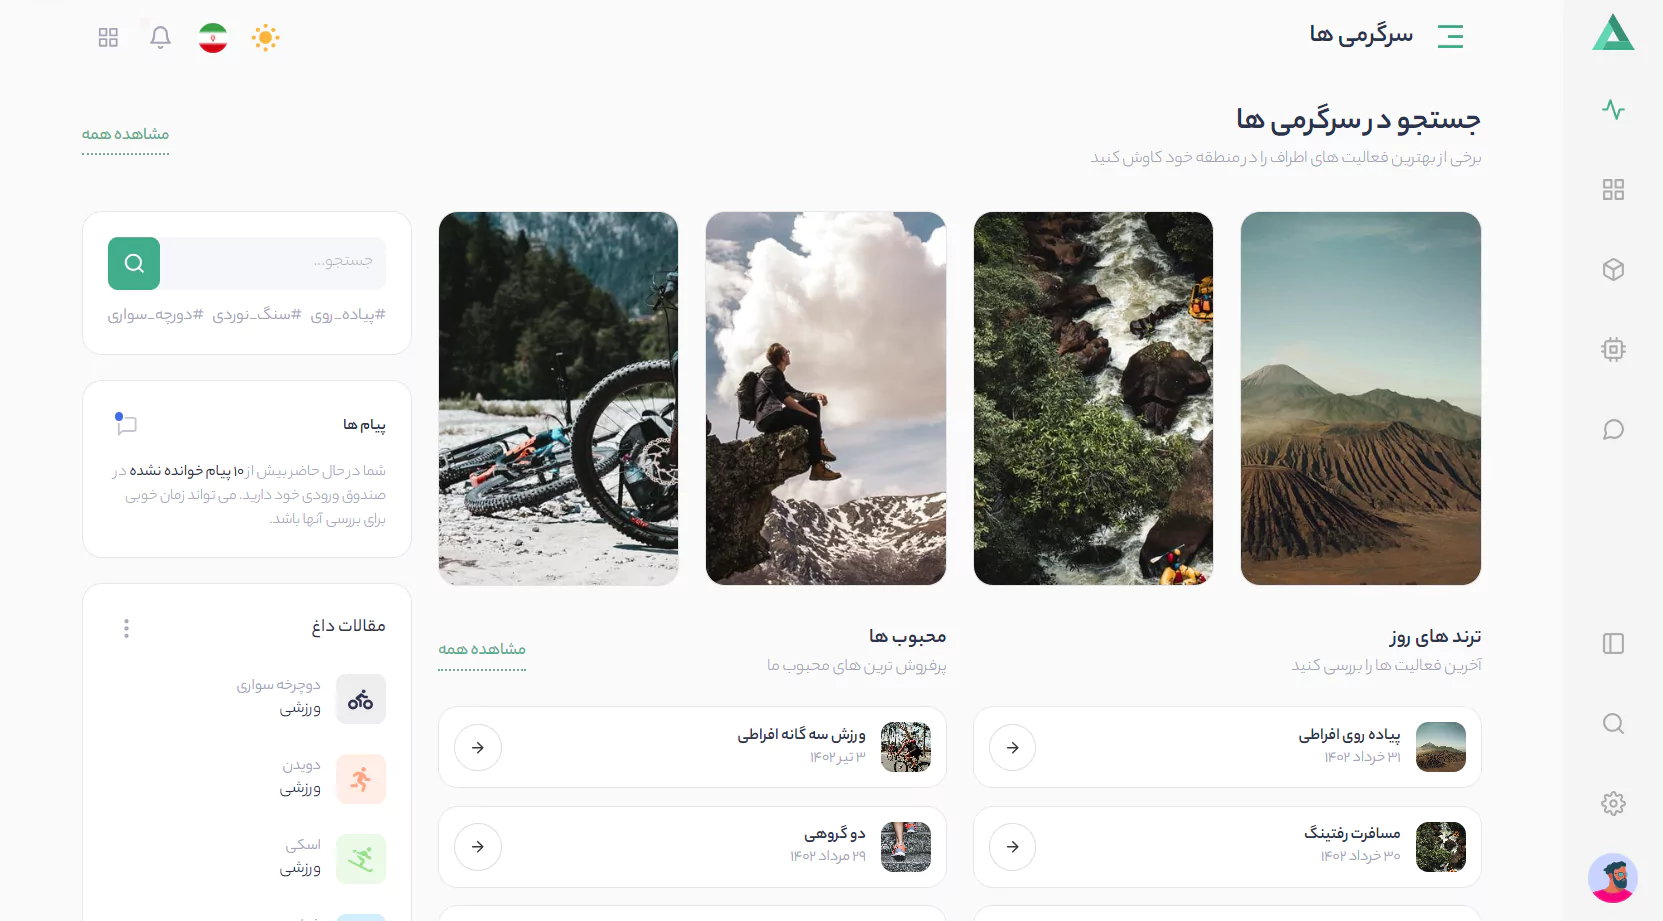 سرگرمی ها
جستجو در سرگرمی ها
برخی از بهترین فعالیت های اطراف را در منطقه خود کاوش کنید
مشاهده همه
جستجو...
#پیاده_روی #سنگ_نوردی #دورچه_سواری
پیام ها
شما در حال حاضر بیش از ۱۰ پیام خوانده نشده در
صندوق ورودی خود دارید. می تواند زمان خوبی
برای بررسی آنها باشد.
ترند های روز
آخرین فعالیت ها را بررسی کنید
پیاده روی افراطی
۳۱ خرداد ۱۴۰۲
مسافرت رفتینگ
۳۰ خرداد ۱۴۰۲
محبوب ها
پرفروش ترین های محبوب ما
مشاهده همه
ورزش سه گانه افراطی
۳ تیر ۱۴۰۲
دو گروهی
۲۹ مرداد ۱۴۰۲
مقالات داغ
دوچرخه سواری
ورزشی
دویدن
ورزشی
اسکی
ورزشی